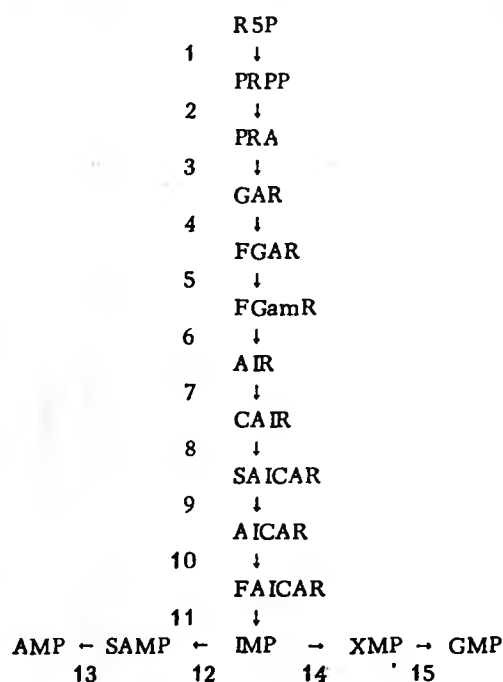 R5P
1 ↓
PRPP
2 ↓
PRA
3 ↓
GAR
4 ↓
FGAR
5 ↓
FGamR
6 ↓
AIR
7 ↓
CAIR
8 ↓
SAICAR
9 ↓
AICAR
10 ↓
FAICAR
11 ↓
AMP ← SAMP ← IMP → XMP → GMP
13 12 14 15